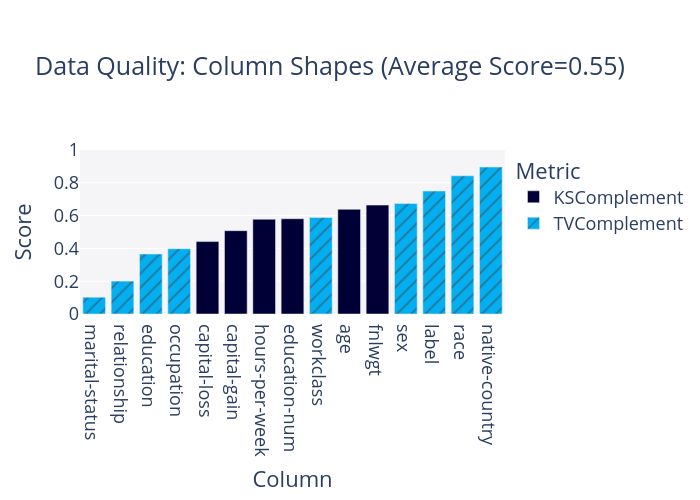 Data Quality: Column Shapes (Average Score=0.55)
1
0.8
0.6
0.4
0.2
0
Score
marital-status
relationship
education
occupation
capital-loss
capital-gain
hours-per-week
education-num
workclass
age
fnlwgt
sex
label
race
native-country
Column
Metric
KSComplement
TVComplement